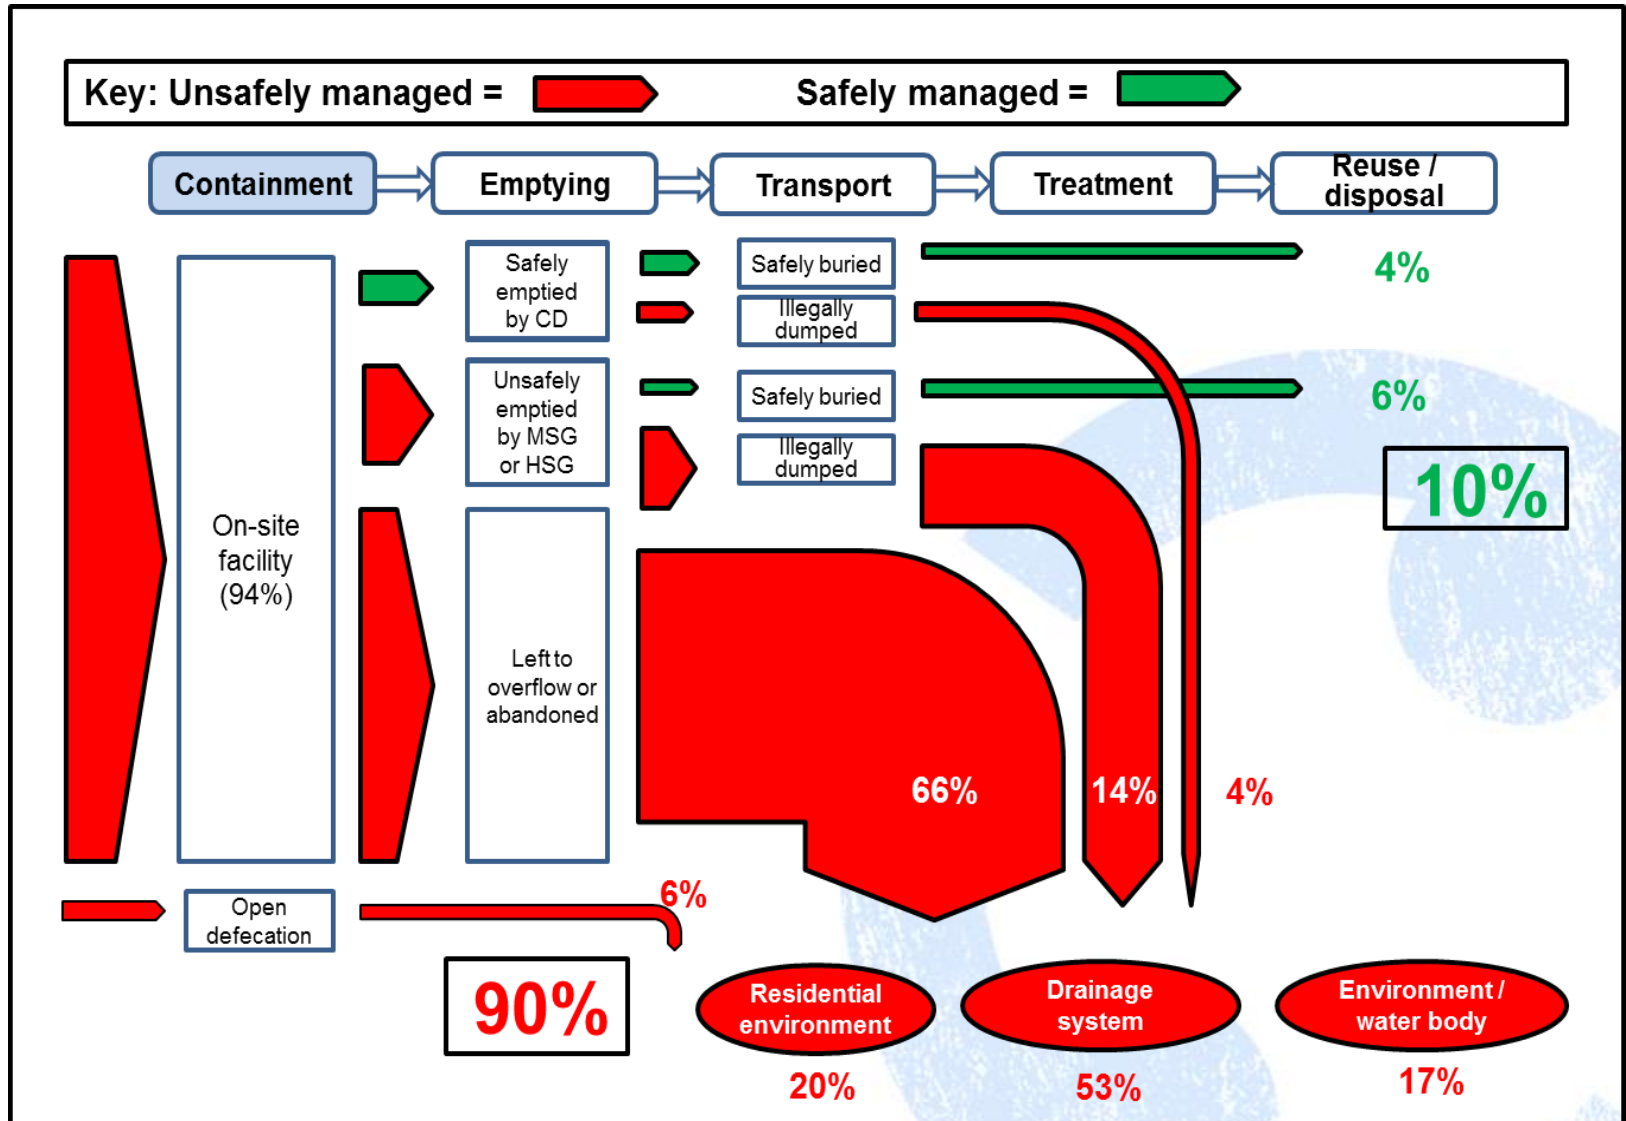 Key: Unsafely managed =
Safely managed =
Containment
Emptying
Transport
Treatment
Reuse /
disposal
Safely
emptied
by CD
Safely buried
4%
Illegally
dumped
Unsafely
emptied
by MSG
or HSG
Safely buried
6%
Illegally
dumped
10%
On-site
facility
(94%)
Left to
overflow or
abandoned
66%
14%
4%
Open
defecation
6%
90%
Residential
environment
20%
Drainage
system
53%
Environment /
water body
17%